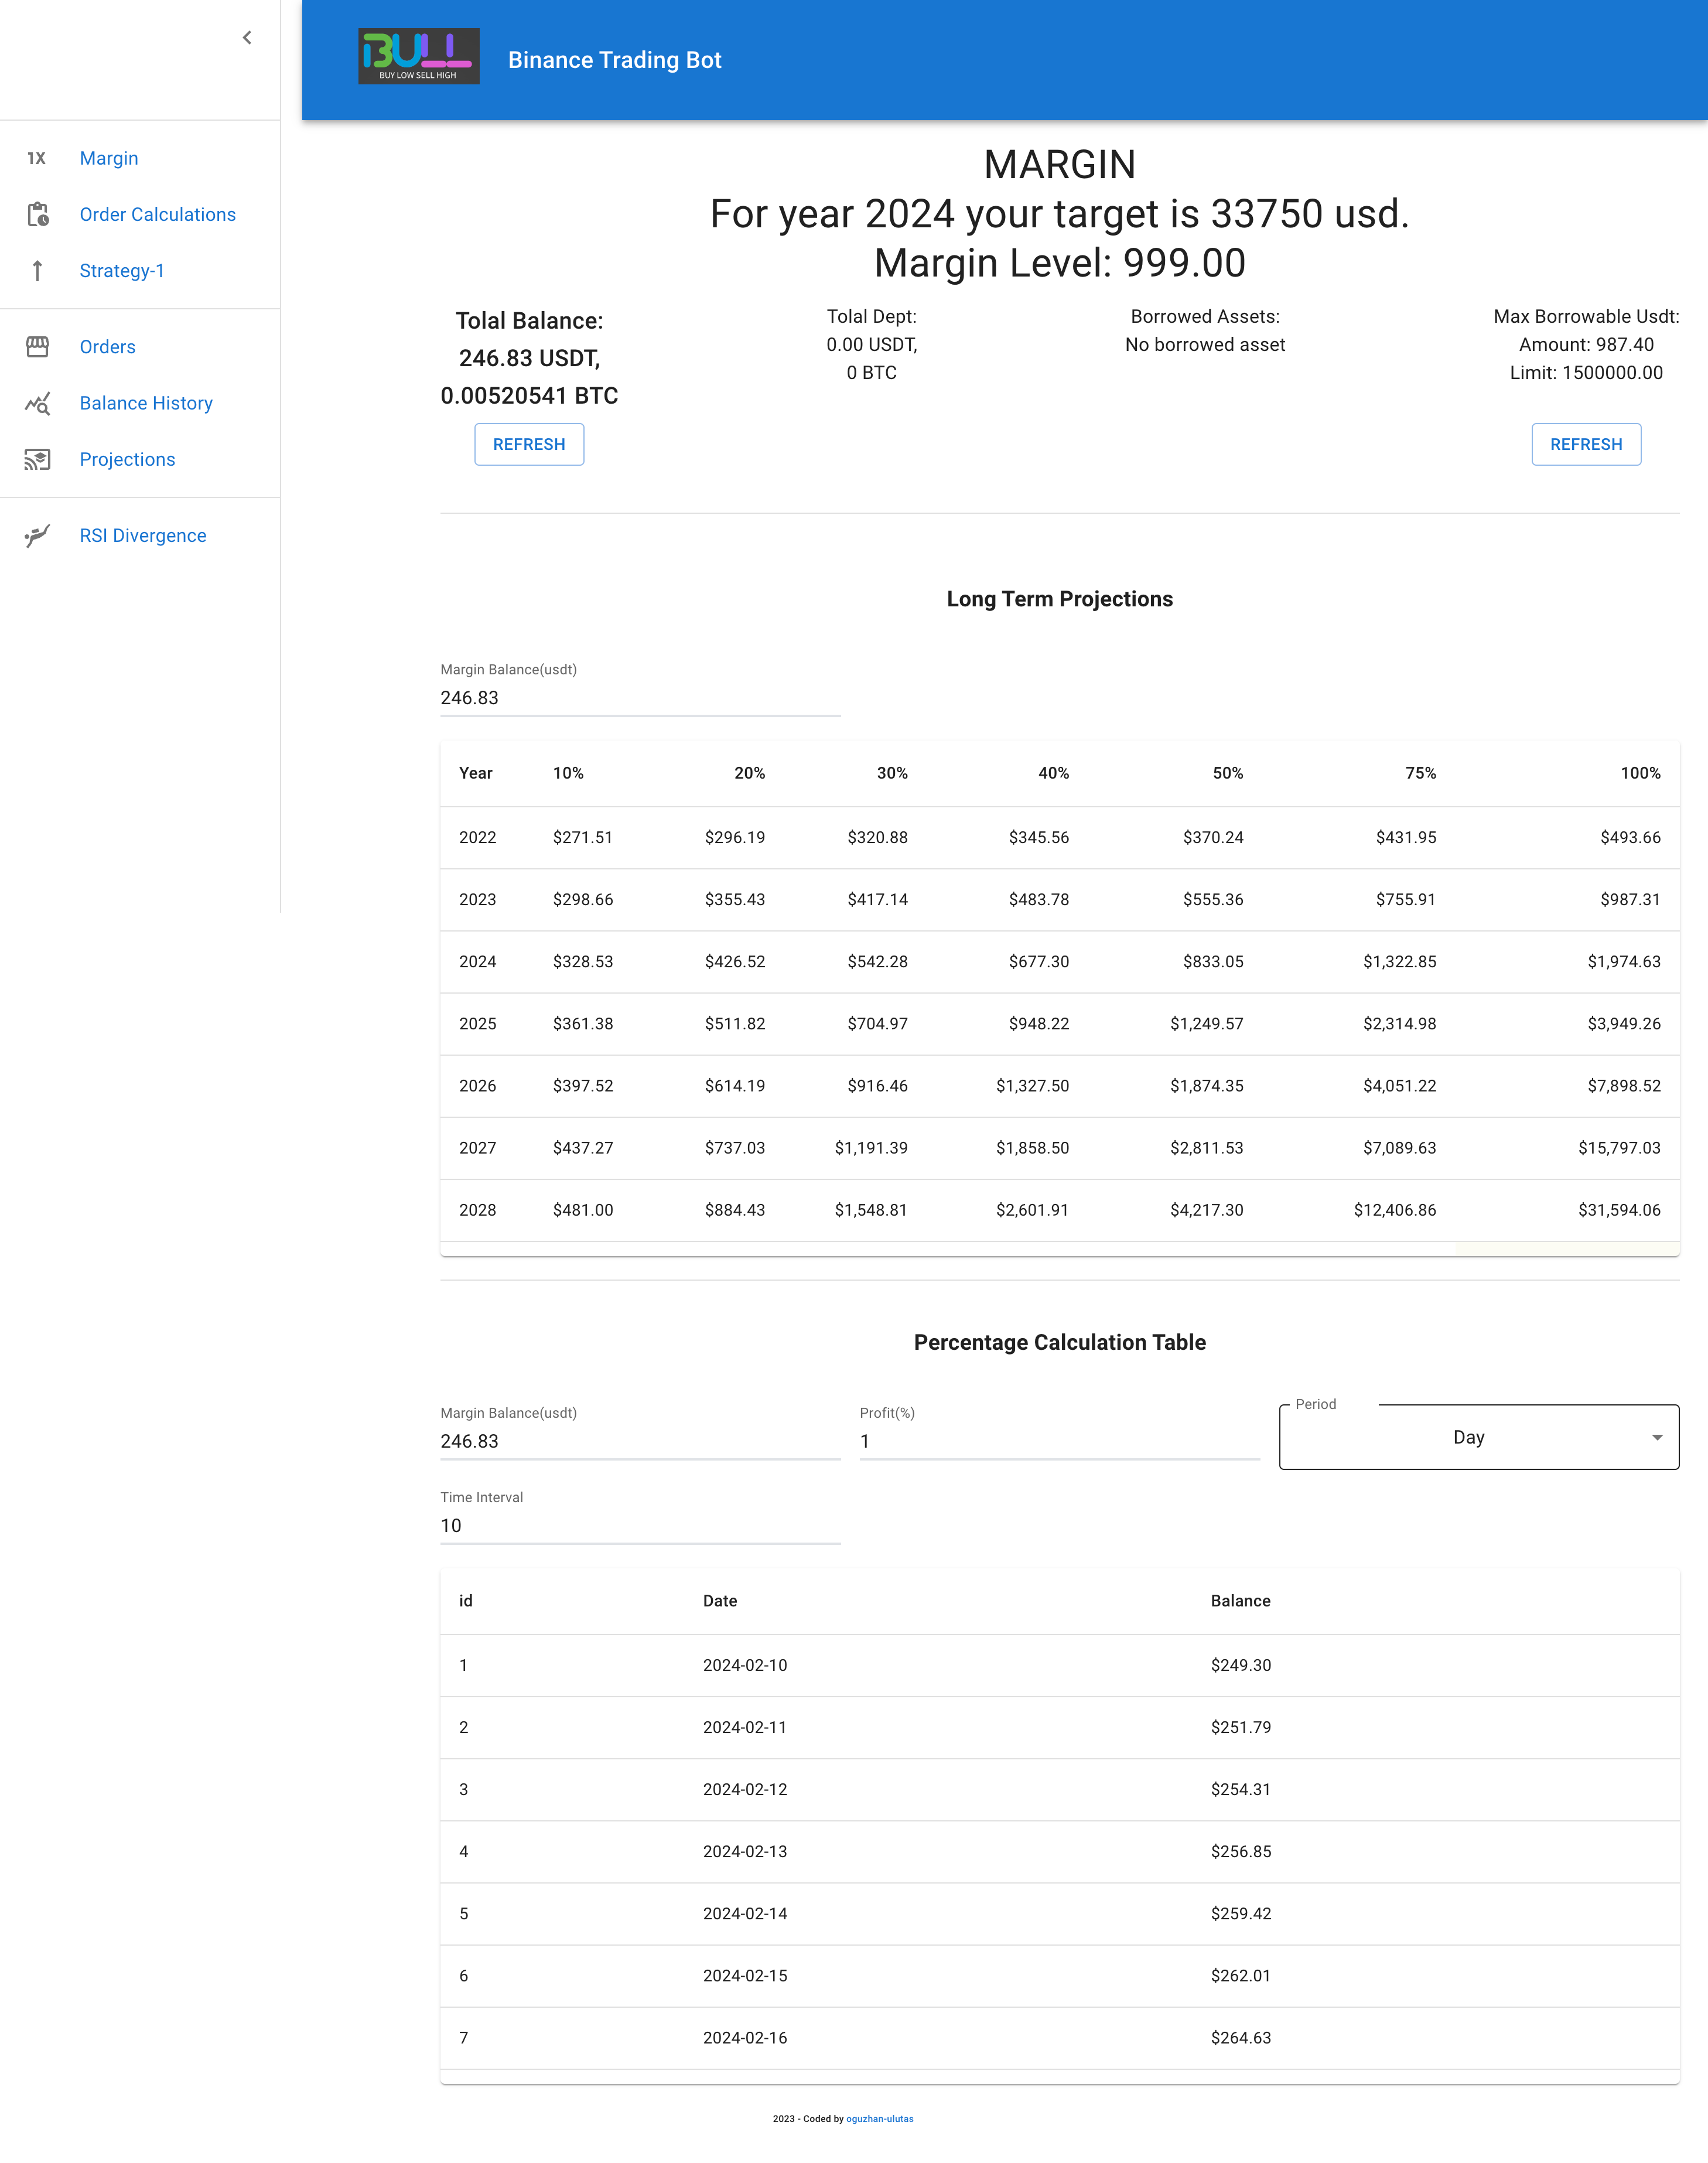 BULL
BUY LOW SELL HIGH
Binance Trading Bot
1X Margin
Order Calculations
Strategy-1
Orders
Balance History
Projections
RSI Divergence
MARGIN
For year 2024 your target is 33750 usd.
Margin Level: 999.00
Tolal Balance:
246.83 USDT,
0.00520541 BTC
REFRESH
Tolal Dept:
0.00 USDT,
0 BTC
Borrowed Assets:
No borrowed asset
Max Borrowable Usdt:
Amount: 987.40
Limit: 1500000.00
REFRESH
Long Term Projections
Margin Balance(usdt)
246.83
Year 10% 20% 30% 40% 50% 75% 100%
2022 $271.51 $296.19 $320.88 $345.56 $370.24 $431.95 $493.66
2023 $298.66 $355.43 $417.14 $483.78 $555.36 $755.91 $987.31
2024 $328.53 $426.52 $542.28 $677.30 $833.05 $1,322.85 $1,974.63
2025 $361.38 $511.82 $704.97 $948.22 $1,249.57 $2,314.98 $3,949.26
2026 $397.52 $614.19 $916.46 $1,327.50 $1,874.35 $4,051.22 $7,898.52
2027 $437.27 $737.03 $1,191.39 $1,858.50 $2,811.53 $7,089.63 $15,797.03
2028 $481.00 $884.43 $1,548.81 $2,601.91 $4,217.30 $12,406.86 $31,594.06
Percentage Calculation Table
Margin Balance(usdt)
246.83
Profit(%)
1
Period
Day
Time Interval
10
id Date Balance
1 2024-02-10 $249.30
2 2024-02-11 $251.79
3 2024-02-12 $254.31
4 2024-02-13 $256.85
5 2024-02-14 $259.42
6 2024-02-15 $262.01
7 2024-02-16 $264.63
2023 - Coded by oguzhan-ulutas